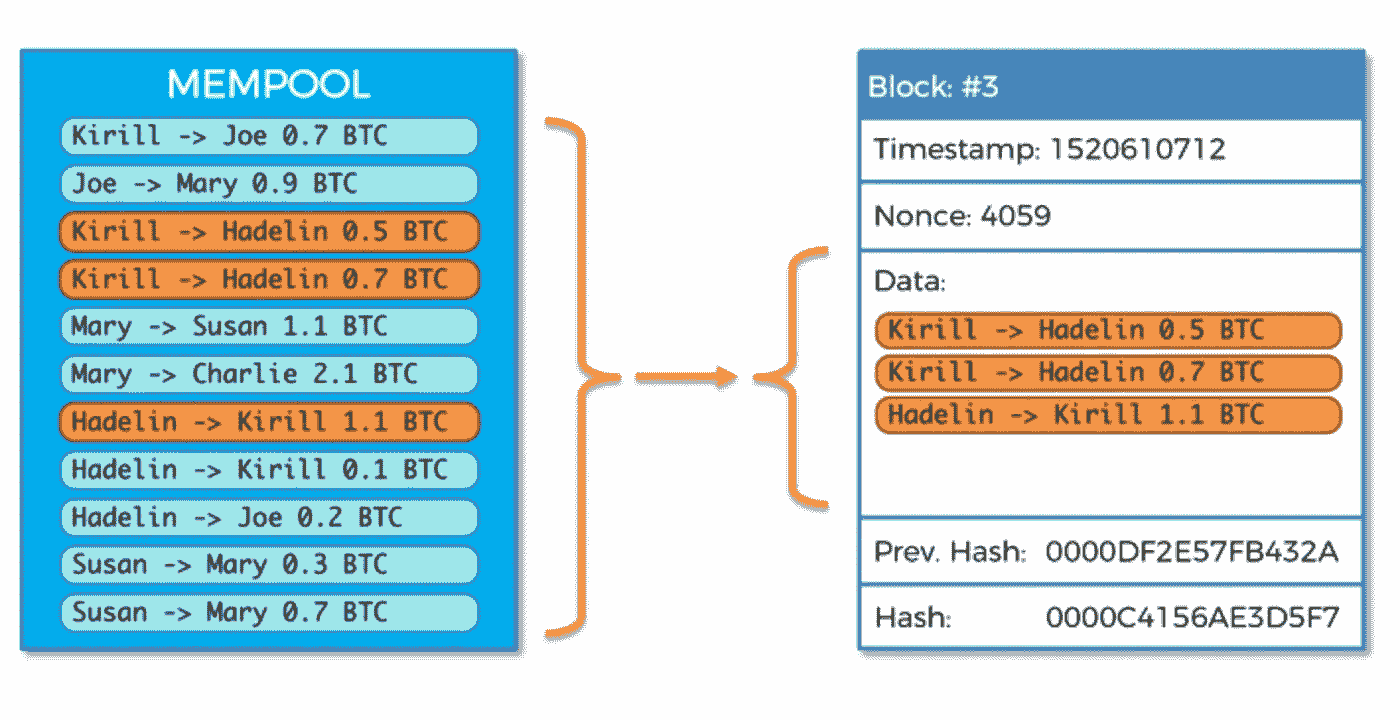 MEMPOOL
Kirill -> Joe 0.7 BTC
Joe -> Mary 0.9 BTC
Kirill -> Hadelin 0.5 BTC
Kirill -> Hadelin 0.7 BTC
Mary -> Susan 1.1 BTC
Mary -> Charlie 2.1 BTC
Hadelin -> Kirill 1.1 BTC
Hadelin -> Kirill 0.1 BTC
Hadelin -> Joe 0.2 BTC
Susan -> Mary 0.3 BTC
Susan -> Mary 0.7 BTC
Block: #3
Timestamp: 1520610712
Nonce: 4059
Data:
Kirill -> Hadelin 0.5 BTC
Kirill -> Hadelin 0.7 BTC
Hadelin -> Kirill 1.1 BTC
Prev. Hash: 0000DF2E57FB432A
Hash: 0000C4156AE3D5F7